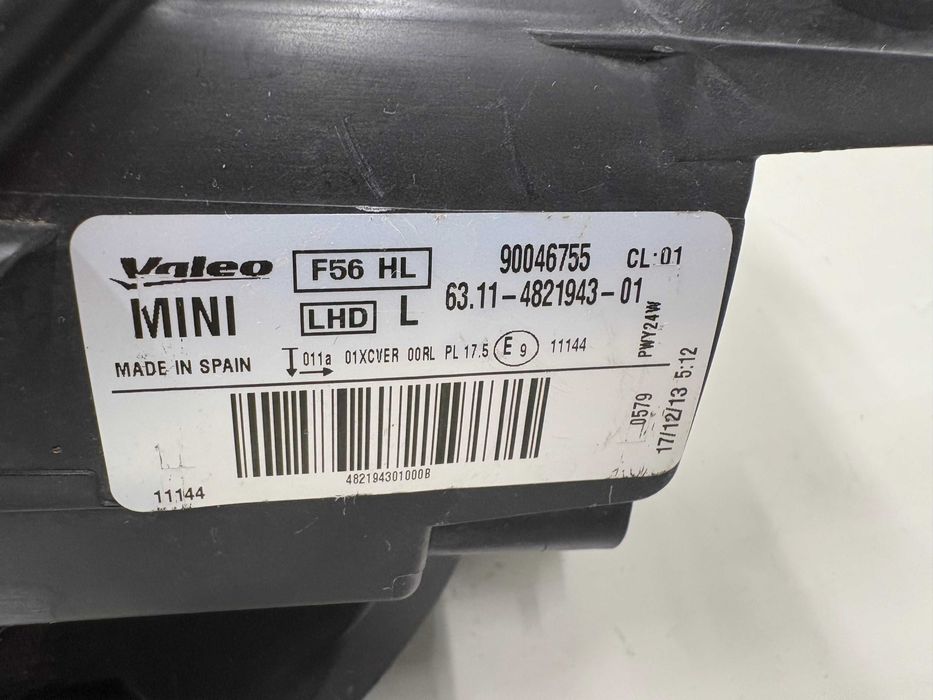 Valeo
F56 HL
90046755 CL:01
MINI
LHD L
63.11-4821943-01
MADE IN SPAIN
011a 01XCVER 00RL PL 17.5 E 9 11144
PWY24W
0579
17/12/13 5:12
482194301000B
11144